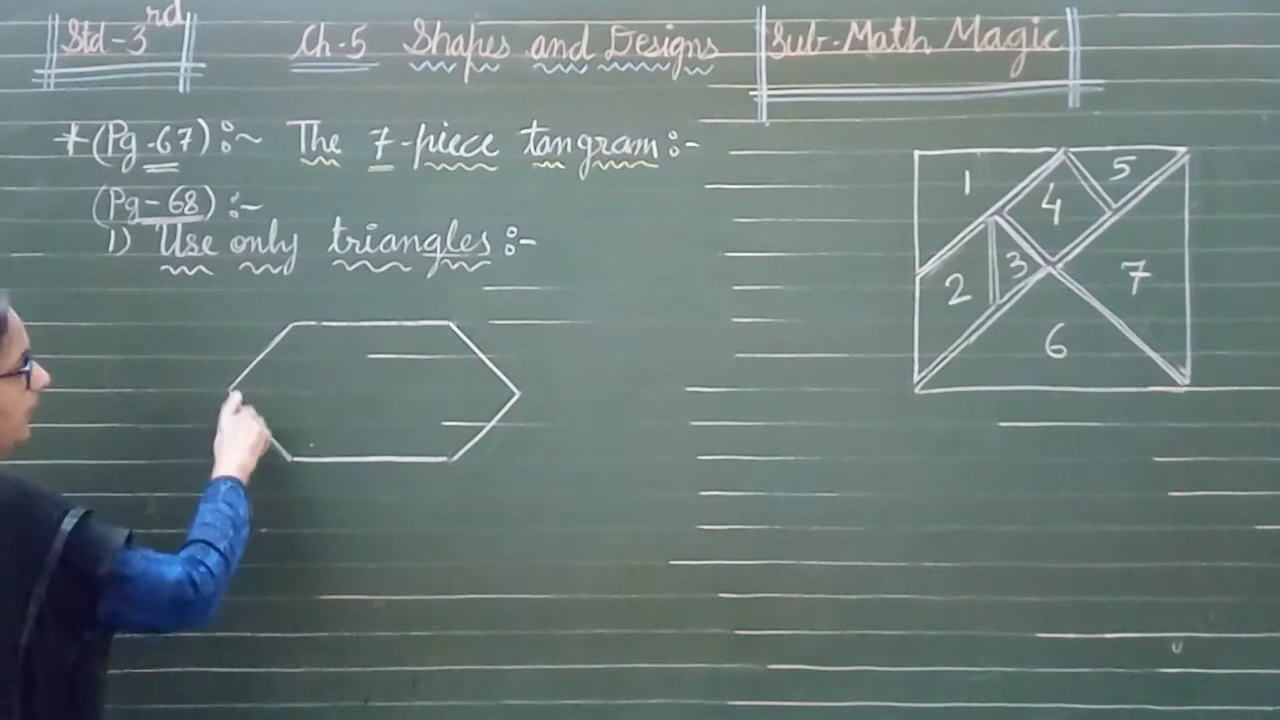 Std-3rd Ch-5 Shapes and Designs Sub-Math Magic
* (Pg-67) :~ The 7-piece tangram :-
(Pg-68) :~
1) Use only triangles :-
1
5
4
2
3
7
6